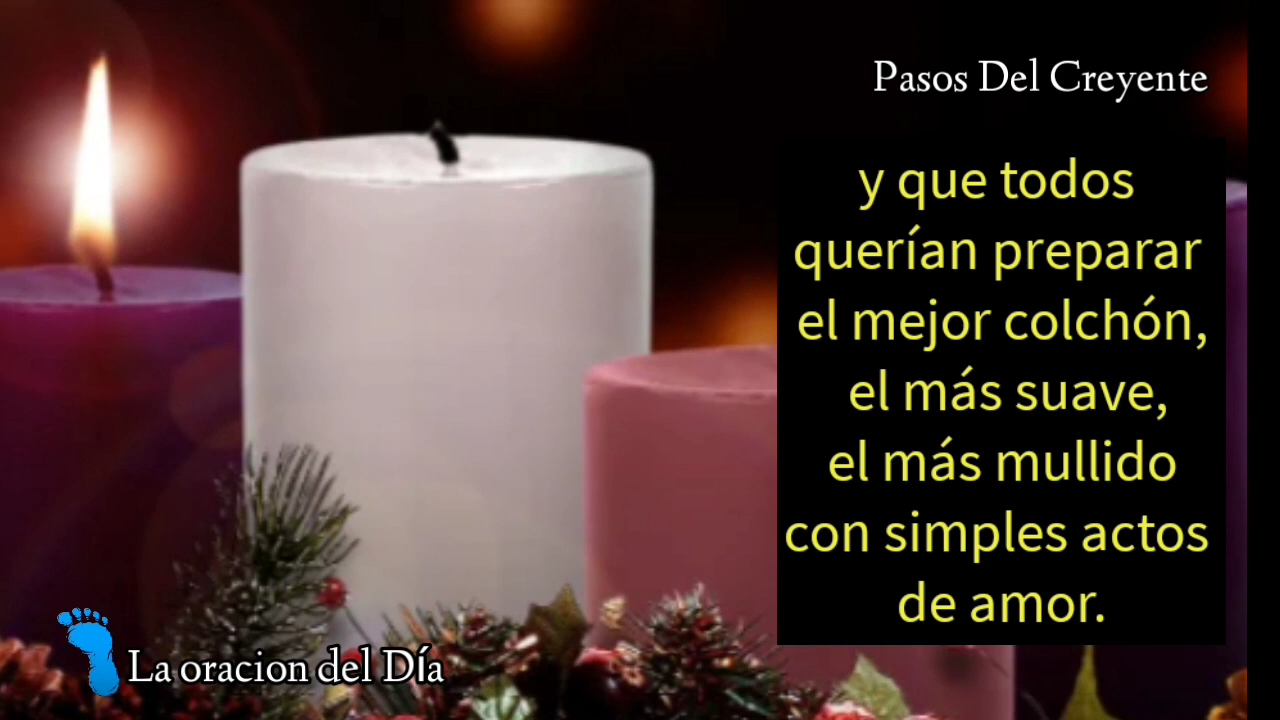 Pasos Del Creyente
y que todos
querían preparar
el mejor colchón,
el más suave,
el más mullido
con simples actos
de amor.
La oracion del Día